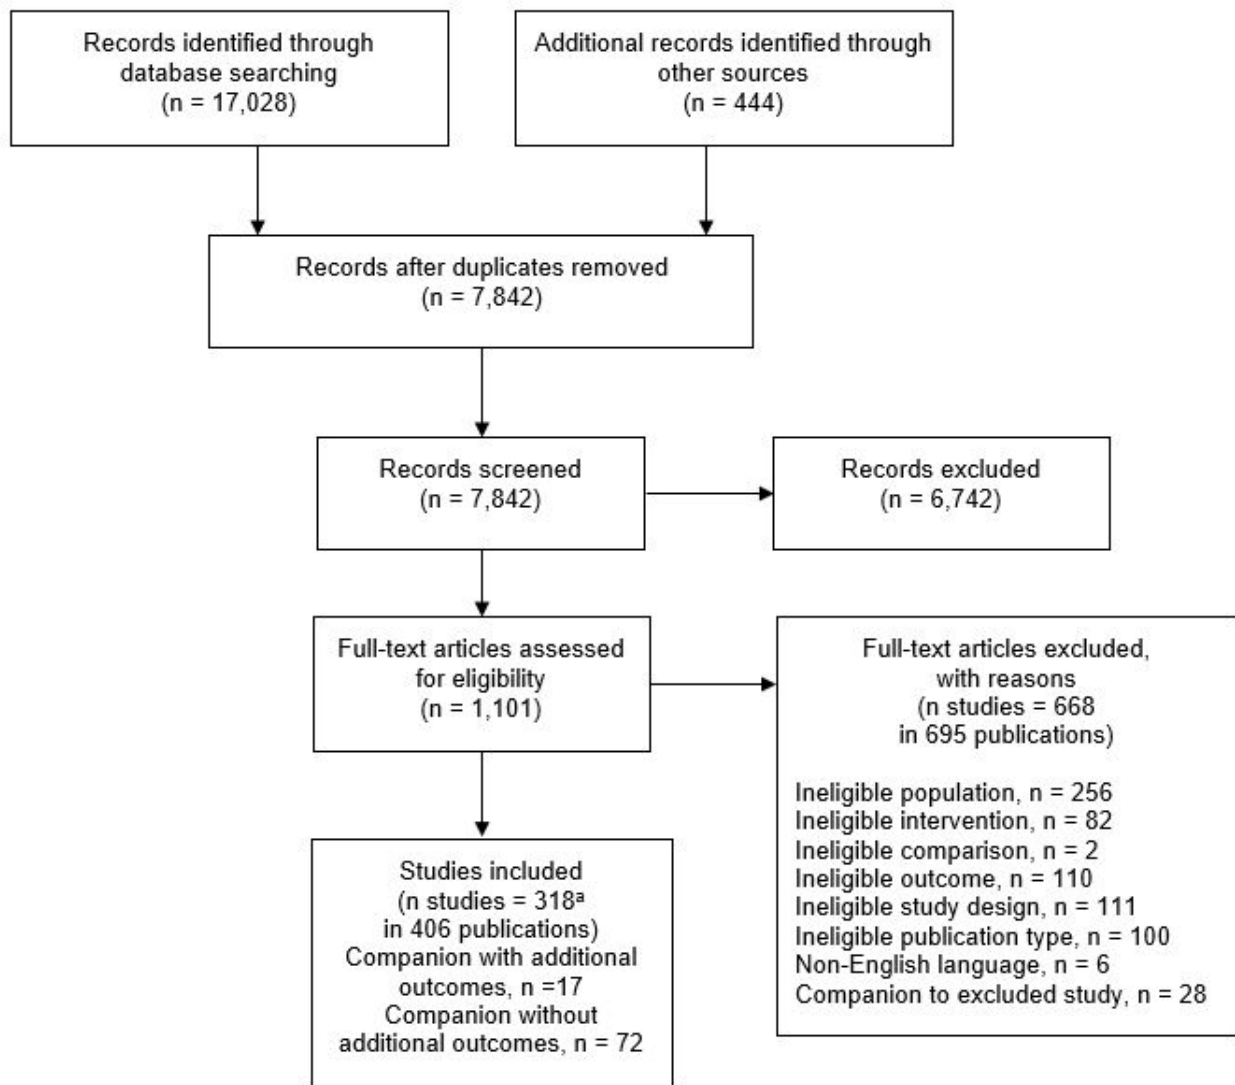 Records identified through
database searching
(n = 17,028)
Additional records identified through
other sources
(n = 444)
Records after duplicates removed
(n = 7,842)
Records screened
(n = 7,842)
Records excluded
(n = 6,742)
Full-text articles assessed
for eligibility
(n = 1,101)
Full-text articles excluded,
with reasons
(n studies = 668
in 695 publications)
Ineligible population, n = 256
Ineligible intervention, n = 82
Ineligible comparison, n = 2
Ineligible outcome, n = 110
Ineligible study design, n = 111
Ineligible publication type, n = 100
Non-English language, n = 6
Companion to excluded study, n = 28
Studies included
(n studies = 318ª
in 406 publications)
Companion with additional
outcomes, n =17
Companion without
additional outcomes, n = 72